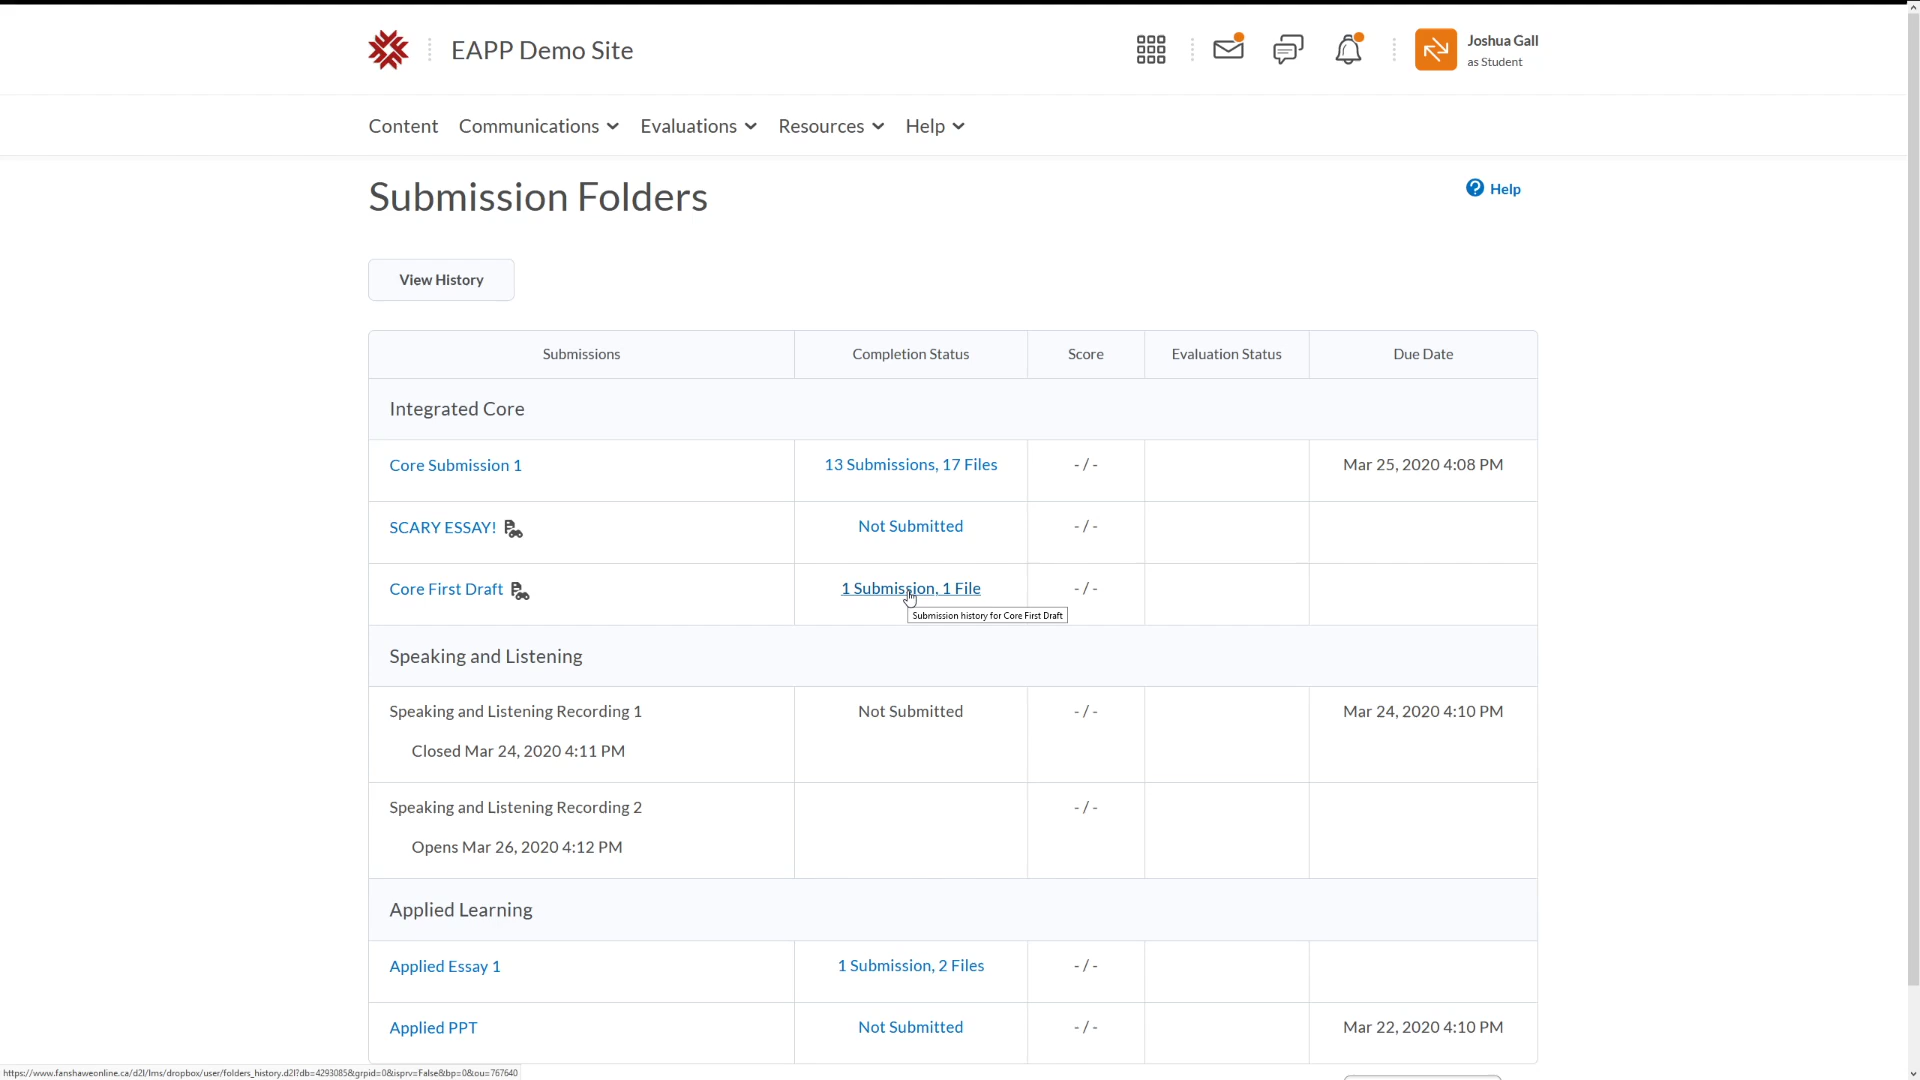 EAPP Demo Site
Joshua Gall
as Student
Content Communications Evaluations Resources Help
Submission Folders
Help
View History
Submissions Completion Status Score Evaluation Status Due Date
Integrated Core
Core Submission 1 13 Submissions, 17 Files - / - Mar 25, 2020 4:08 PM
SCARY ESSAY! Not Submitted - / -
Core First Draft 1 Submission, 1 File - / -
Submission history for Core First Draft
Speaking and Listening
Speaking and Listening Recording 1 Not Submitted - / - Mar 24, 2020 4:10 PM
Closed Mar 24, 2020 4:11 PM
Speaking and Listening Recording 2 - / -
Opens Mar 26, 2020 4:12 PM
Applied Learning
Applied Essay 1 1 Submission, 2 Files - / -
Applied PPT Not Submitted - / - Mar 22, 2020 4:10 PM
https://www.fanshaweonline.ca/d2l/lms/dropbox/user/folders_history.d2l?db=4293085&grpid=0&isprv=False&bp=0&ou=767640